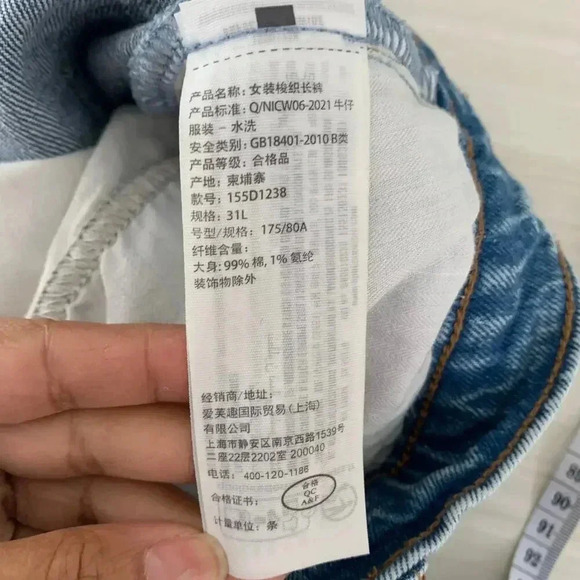 产品名称: 女装梭织长裤
产品标准: Q/NICW06-2021 牛仔
服装 – 水洗
安全类别: GB18401-2010 B类
产品等级: 合格品
产地: 柬埔寨
款号: 155D1238
规格: 31L
号型/规格: 175/80A
纤维含量:
大身: 99% 棉, 1% 氨纶
装饰物除外
经销商/地址:
爱芙趣国际贸易(上海)
有限公司
上海市静安区南京西路1539号
二座22层2202室 200040
电话: 400-120-1186
合格证书: 合格
QC
A&F
计量单位: 条